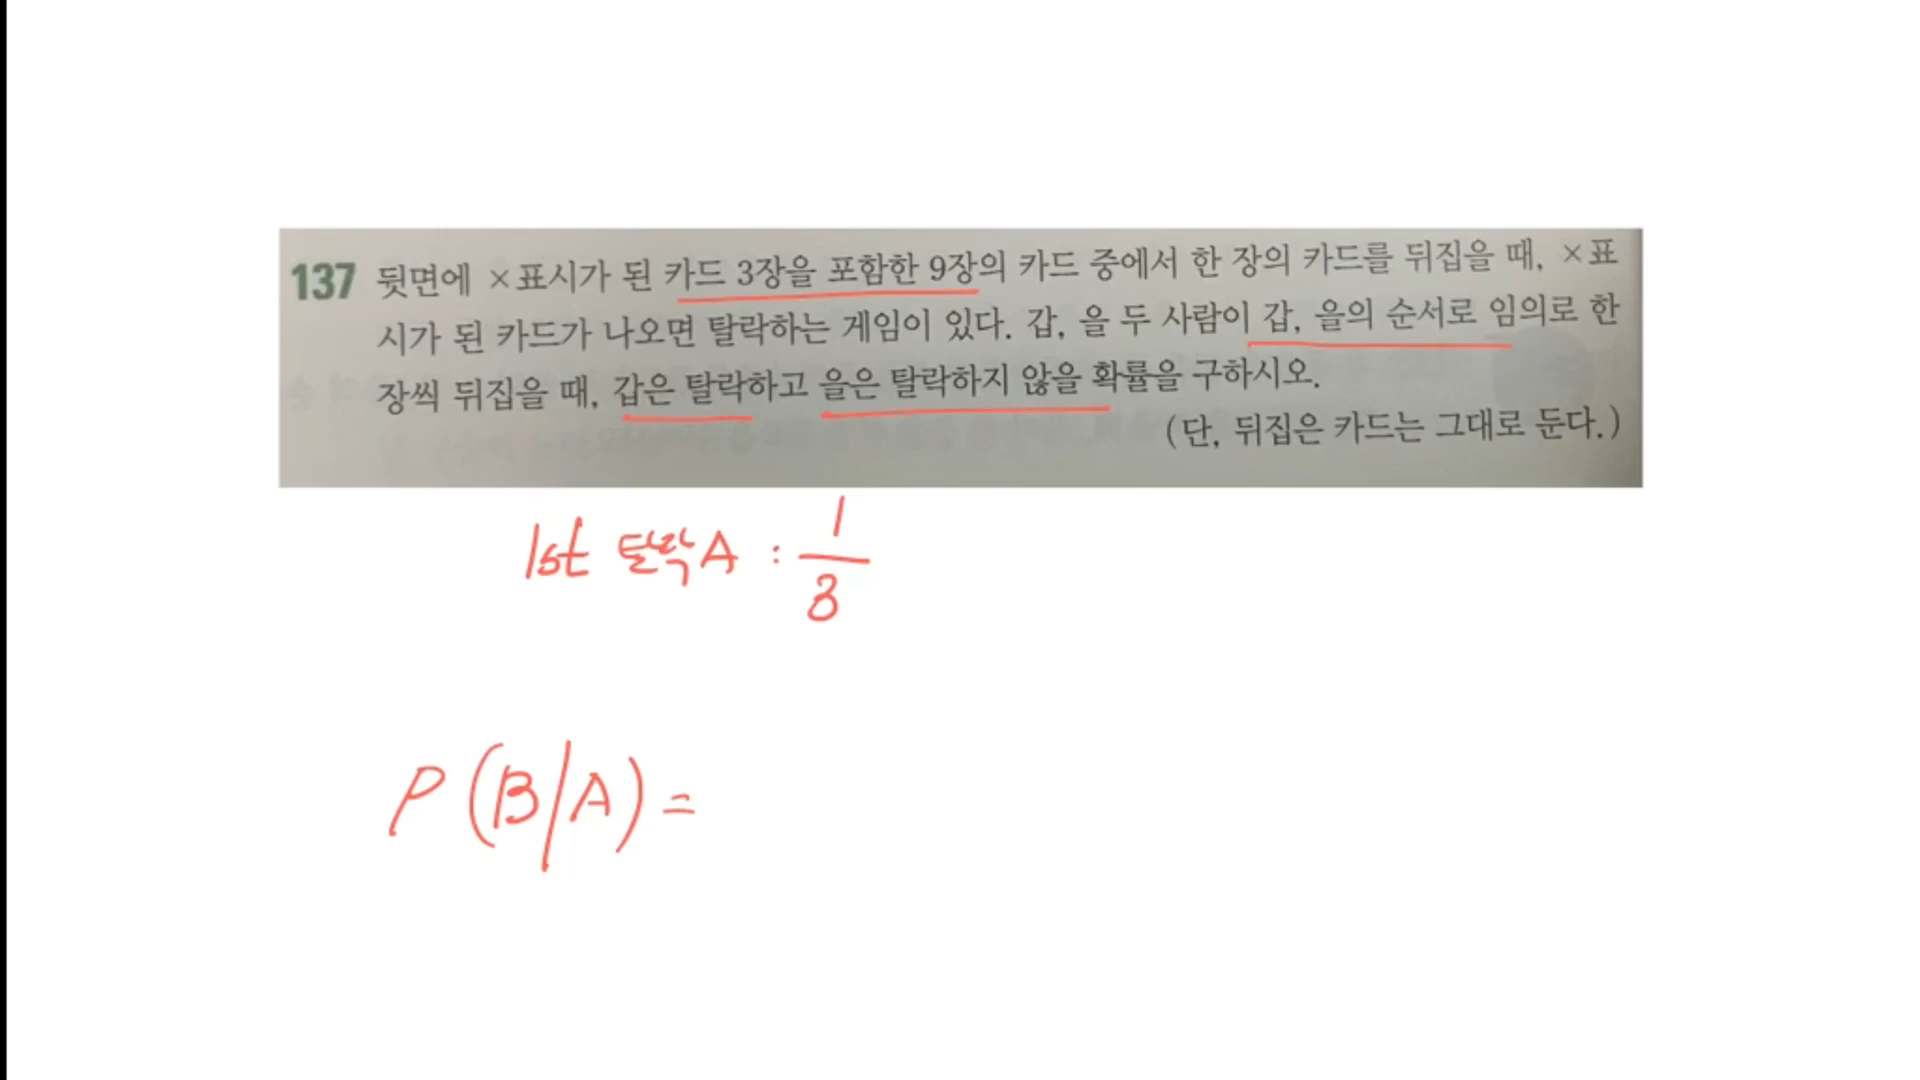 137 뒷면에 ×표시가 된 카드 3장을 포함한 9장의 카드 중에서 한 장의 카드를 뒤집을 때, ×표
시가 된 카드가 나오면 탈락하는 게임이 있다. 갑, 을 두 사람이 갑, 을의 순서로 임의로 한
장씩 뒤집을 때, 갑은 탈락하고 을은 탈락하지 않을 확률을 구하시오.
(단, 뒤집은 카드는 그대로 둔다.)
1st 탈락A : 1/3
P(B/A)=